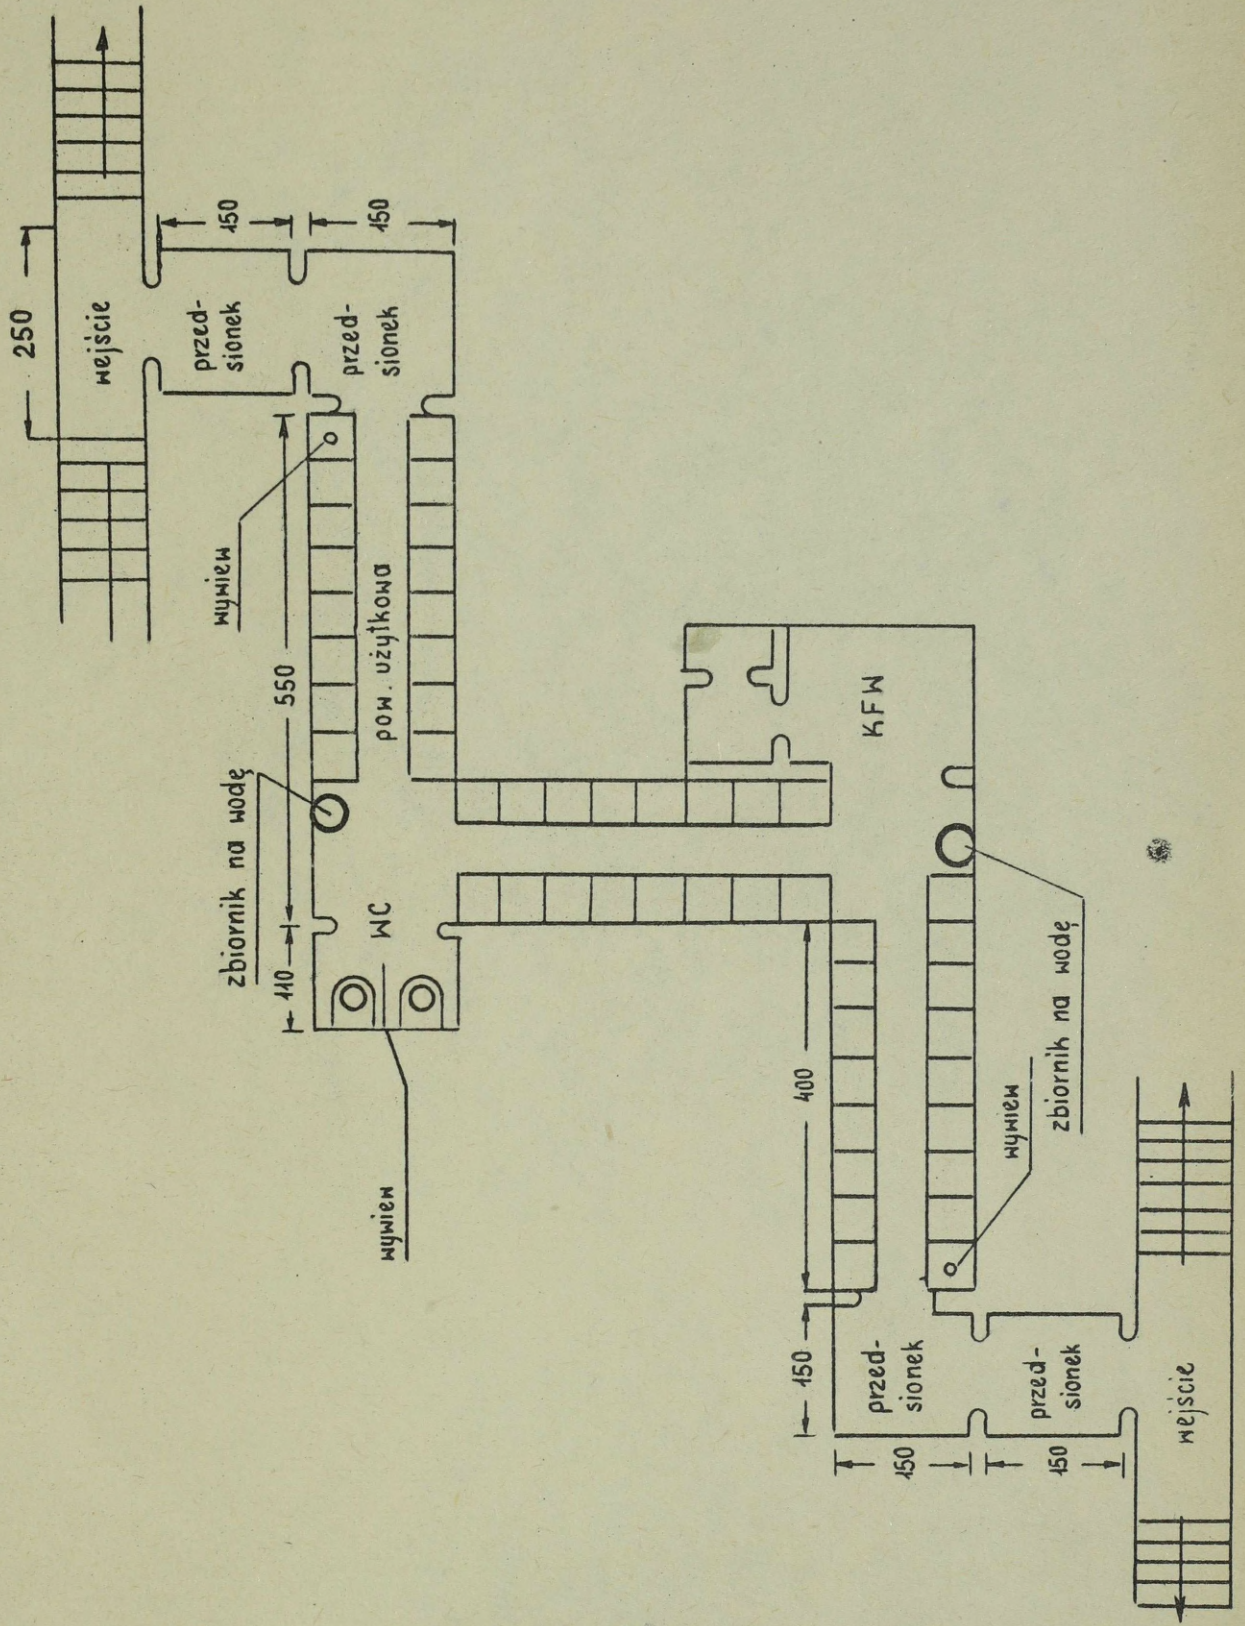 250
wejście
przed-
sionek
150
przed-
sionek
150
wywiew
550
pow. użytkowa
zbiornik na wodę
110
WC
wywiew
KFW
400
wywiew
zbiornik na wodę
150
przed-
sionek
150
przed-
sionek
150
wejście